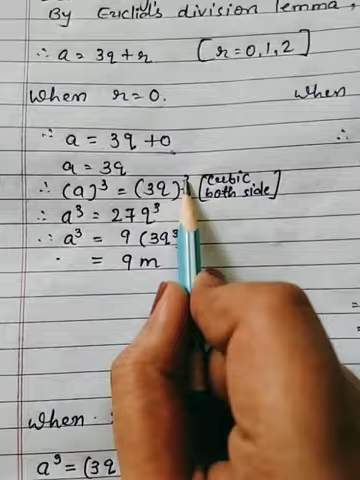 By Euclid's division lemma,
∴ a = 3q + r [r = 0, 1, 2]
When r = 0. when
∴ a = 3q + 0 ∴
a = 3q
∴ (a)³ = (3q)³ [cubic both side]
∴ a³ = 27q³
∴ a³ = 9 (3q³
= 9m
When
a³ = (3q